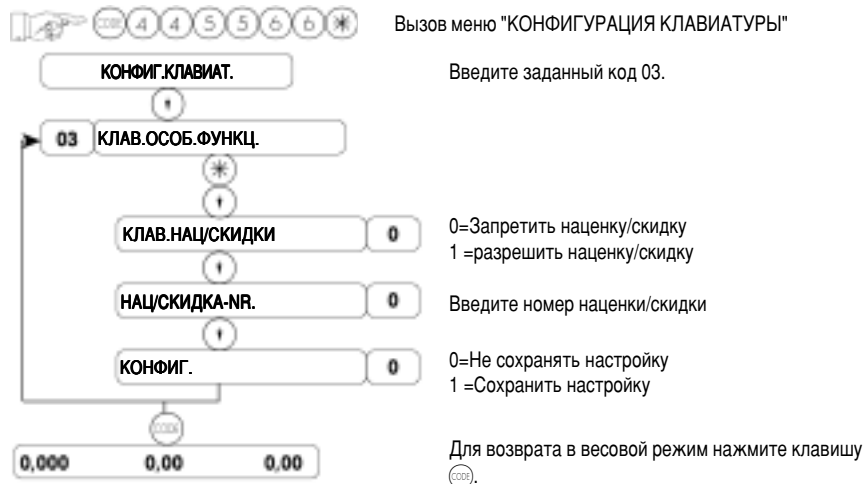 CODE 4 4 5 5 6 6 * Вызов меню "КОНФИГУРАЦИЯ КЛАВИАТУРЫ"
КОНФИГ.КЛАВИАТ. Введите заданный код 03.
03 КЛАВ.ОСОБ.ФУНКЦ.
*
КЛАВ.НАЦ/СКИДКИ 0 0=Запретить наценку/скидку
1 =разрешить наценку/скидку
НАЦ/СКИДКА-NR. 0 Введите номер наценки/скидки
КОНФИГ. 0 0=Не сохранять настройку
1 =Сохранить настройку
CODE
0,000 0,00 0,00 Для возврата в весовой режим нажмите клавишу
CODE.